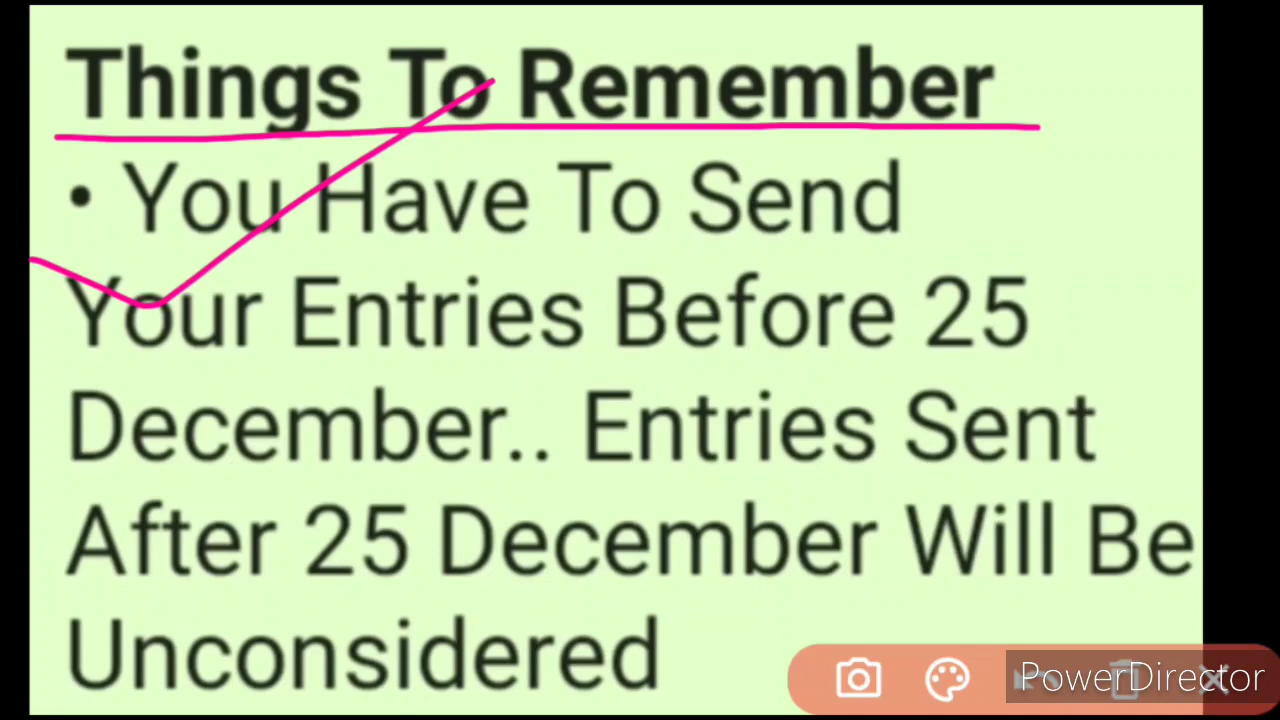 Things To Remember
• You Have To Send
Your Entries Before 25
December.. Entries Sent
After 25 December Will Be
Unconsidered
PowerDirector